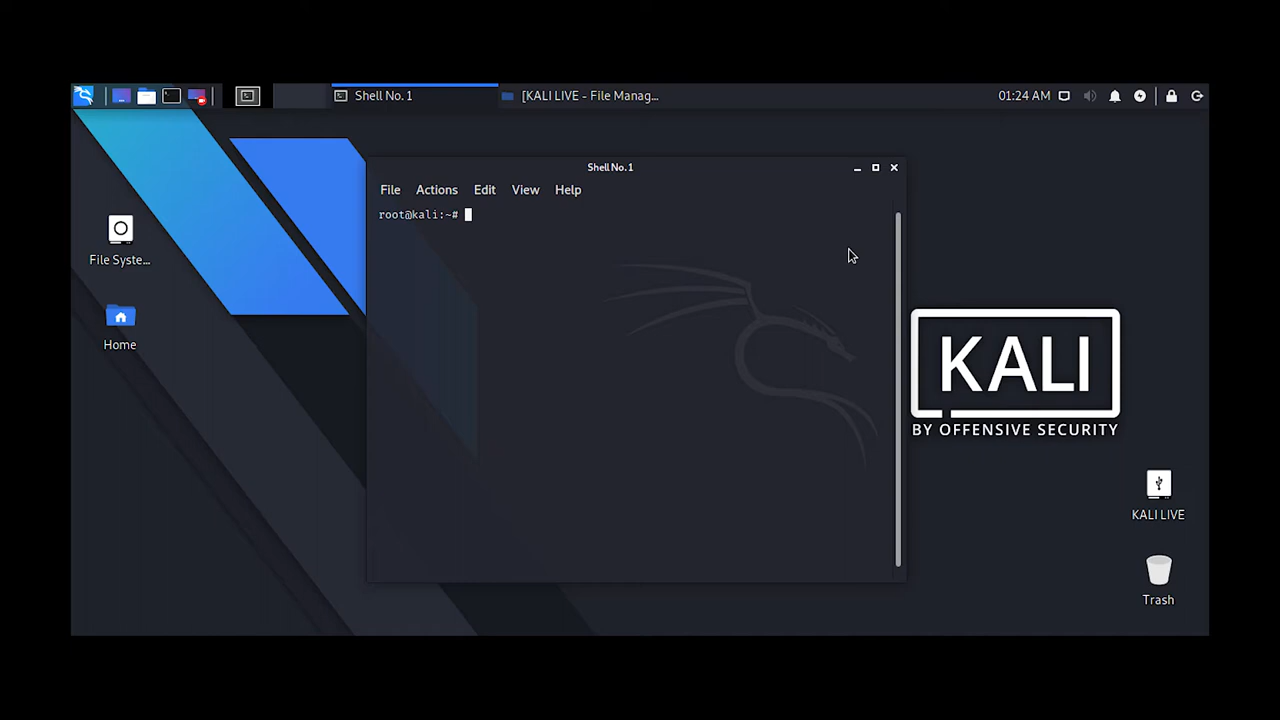 Shell No. 1
[KALI LIVE - File Manag...
01:24 AM
Shell No. 1
File Actions Edit View Help
root@kali:~#
File Syste...
Home
KALI
BY OFFENSIVE SECURITY
KALI LIVE
Trash